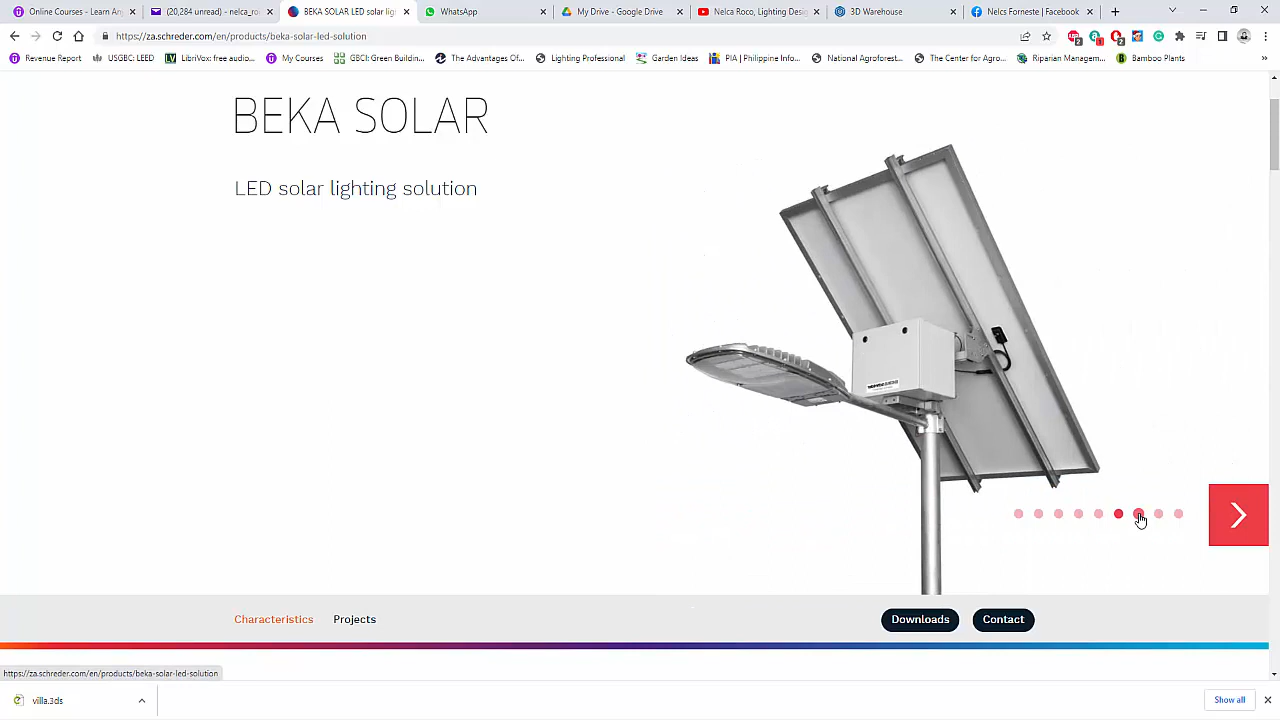 Online Courses - Learn An
(20,284 unread) - nelca_ro
BEKA SOLAR LED solar lig
WhatsApp
My Drive - Google Drive
Nelca Roco, Lighting Desig
3D Warehouse
Nelcs Forneste | Facebook
https://za.schreder.com/en/products/beka-solar-led-solution
Revenue Report
USGBC: LEED
LibriVox: free audio...
My Courses
GBCI: Green Buildin...
The Advantages Of...
Lighting Professional
Garden Ideas
PIA | Philippine Info...
National Agroforest...
The Center for Agro...
Riparian Managem...
Bamboo Plants
BEKA SOLAR
LED solar lighting solution
Characteristics
Projects
Downloads
Contact
https://za.schreder.com/en/products/beka-solar-led-solution
villa.3ds
Show all